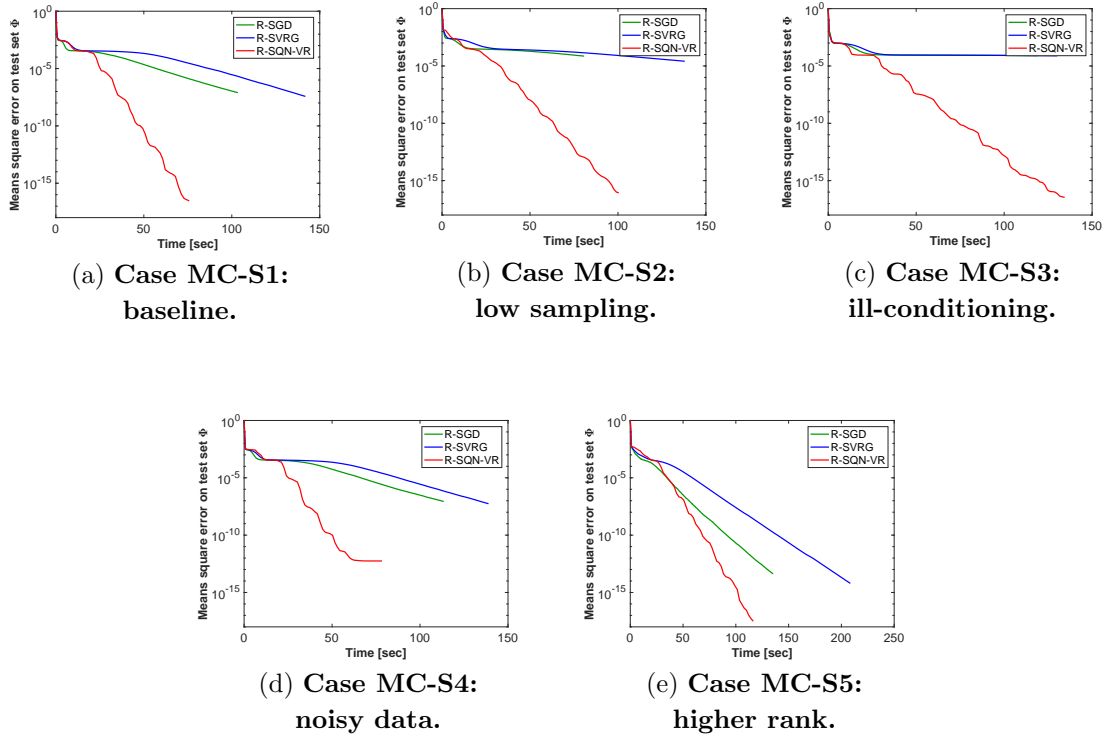 Means square error on test set Φ
10^0
10^-5
10^-10
10^-15
0 50 100 150
Time [sec]
R-SGD
R-SVRG
R-SQN-VR
(a) Case MC-S1:
baseline.
Means square error on test set Φ
10^0
10^-5
10^-10
10^-15
0 50 100 150
Time [sec]
R-SGD
R-SVRG
R-SQN-VR
(b) Case MC-S2:
low sampling.
Means square error on test set Φ
10^0
10^-5
10^-10
10^-15
0 50 100 150
Time [sec]
R-SGD
R-SVRG
R-SQN-VR
(c) Case MC-S3:
ill-conditioning.
Means square error on test set Φ
10^0
10^-5
10^-10
10^-15
0 50 100 150
Time [sec]
R-SGD
R-SVRG
R-SQN-VR
(d) Case MC-S4:
noisy data.
Means square error on test set Φ
10^0
10^-5
10^-10
10^-15
0 50 100 150 200 250
Time [sec]
R-SGD
R-SVRG
R-SQN-VR
(e) Case MC-S5:
higher rank.